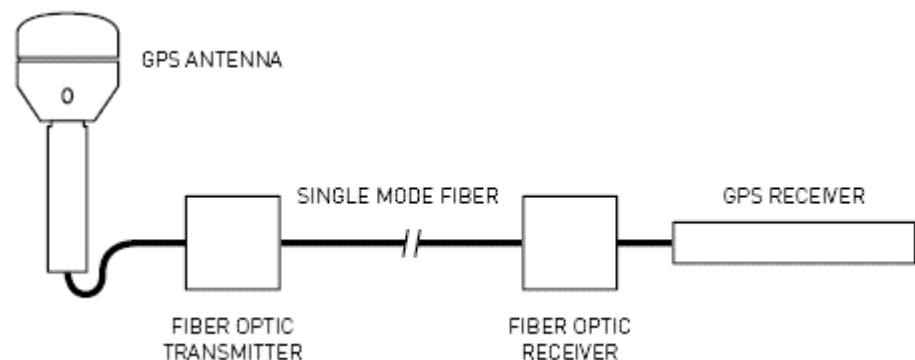 GPS ANTENNA
SINGLE MODE FIBER
GPS RECEIVER
FIBER OPTIC
TRANSMITTER
FIBER OPTIC
RECEIVER